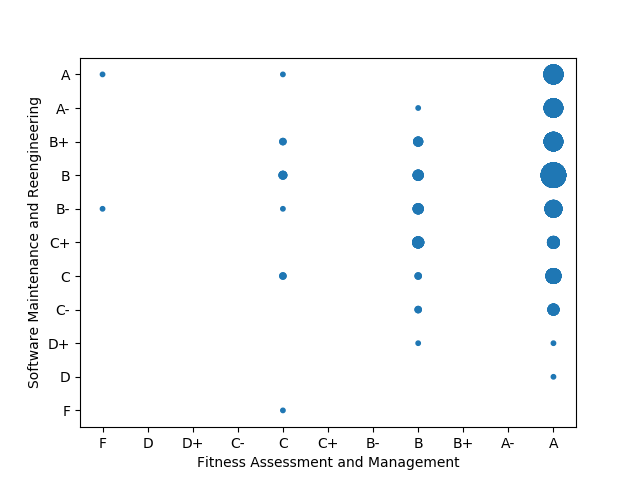 Software Maintenance and Reengineering
A
A-
B+
B
B-
C+
C
C-
D+
D
F
F D D+ C- C C+ B- B B+ A- A
Fitness Assessment and Management